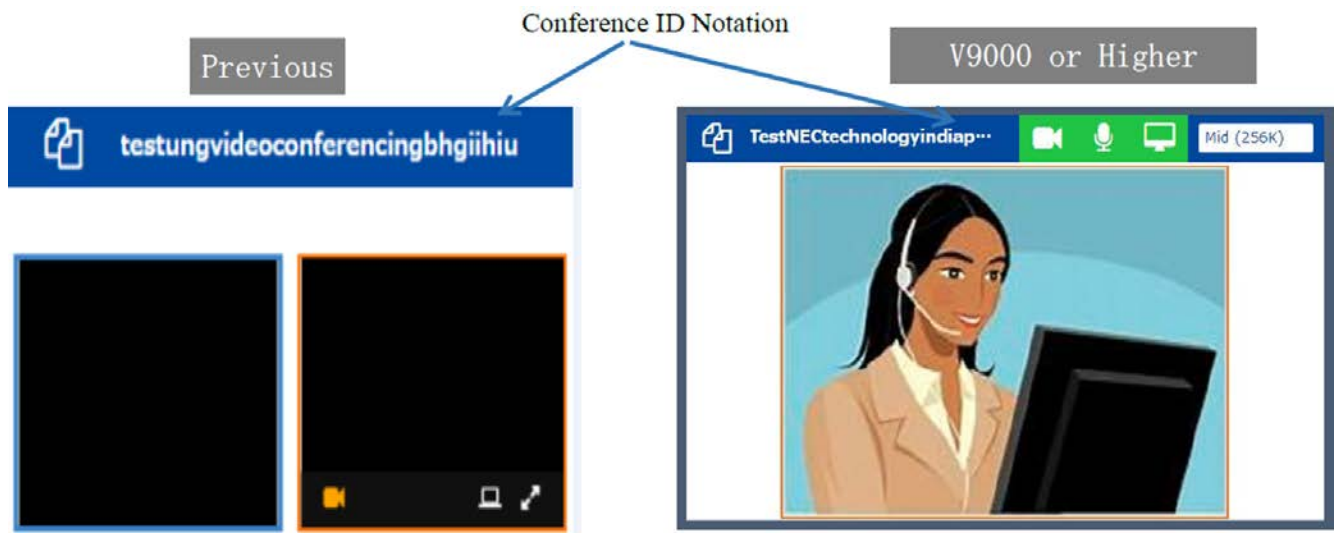 Conference ID Notation
Previous
V9000 or Higher
testungvideoconferencingbhgiihiu
TestNECtechnologyindiap···
Mid (256K)